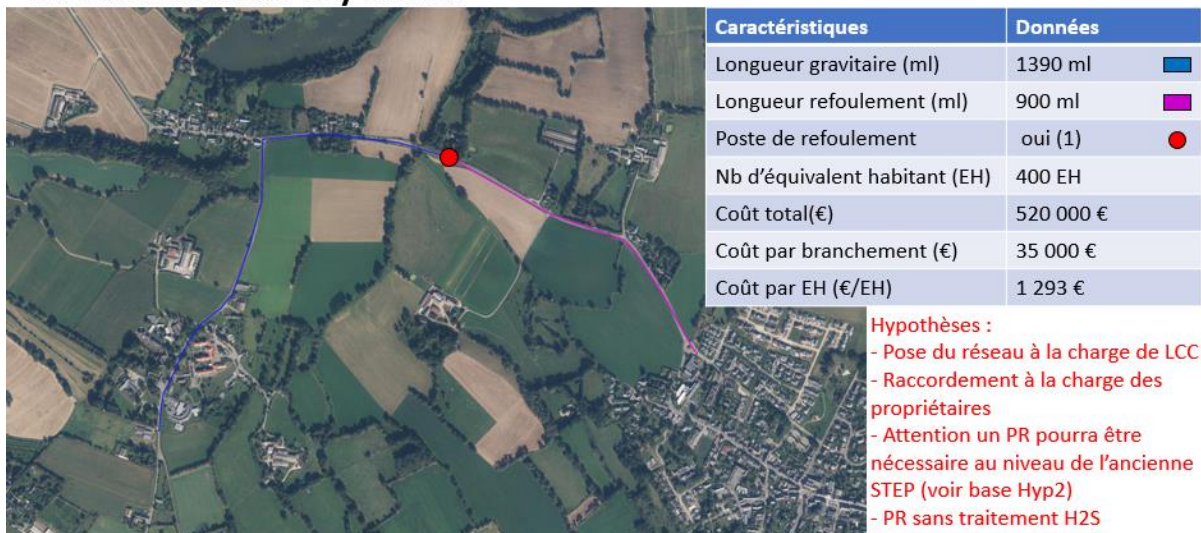 Caractéristiques Données
Longueur gravitaire (ml) 1390 ml
Longueur refoulement (ml) 900 ml
Poste de refoulement oui (1)
Nb d'équivalent habitant (EH) 400 EH
Coût total(€) 520 000 €
Coût par branchement (€) 35 000 €
Coût par EH (€/EH) 1 293 €
Hypothèses :
- Pose du réseau à la charge de LCC
- Raccordement à la charge des
propriétaires
- Attention un PR pourra être
nécessaire au niveau de l'ancienne
STEP (voir base Hyp2)
- PR sans traitement H2S